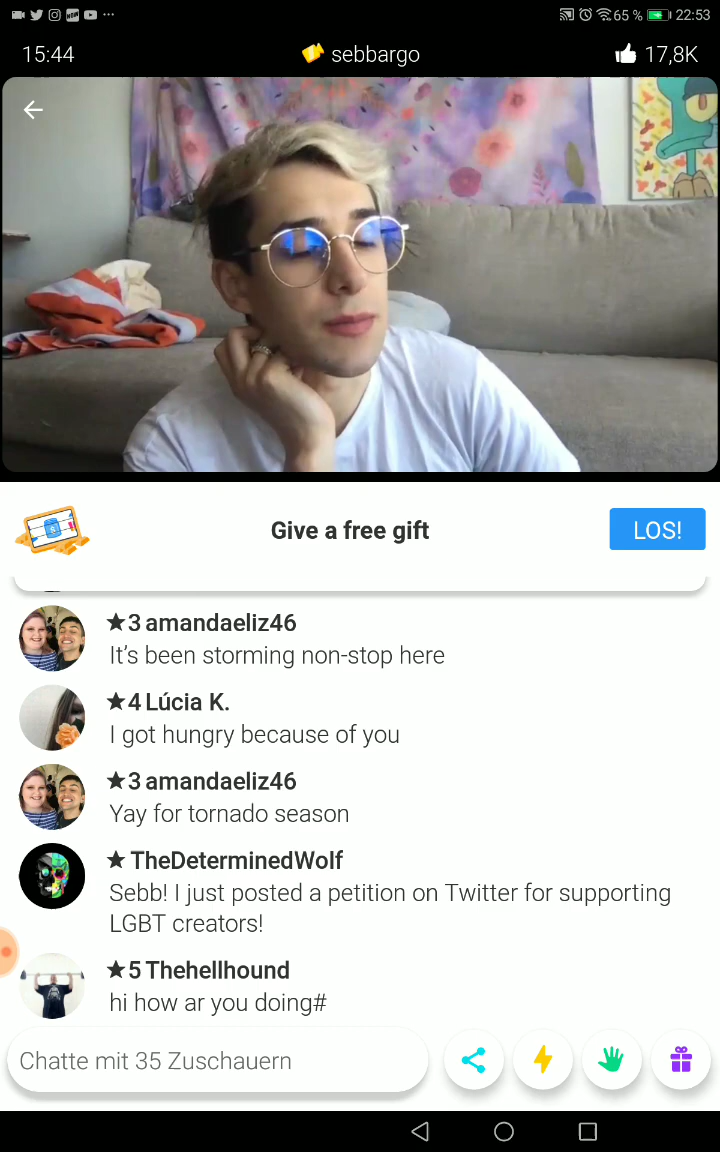 65 % 22:53
15:44 sebbargo 17,8K
Give a free gift LOS!
★3 amandaeliz46
It's been storming non-stop here
★4 Lúcia K.
I got hungry because of you
★3 amandaeliz46
Yay for tornado season
★ TheDeterminedWolf
Sebb! I just posted a petition on Twitter for supporting
LGBT creators!
★5 Thehellhound
hi how ar you doing#
Chatte mit 35 Zuschauern